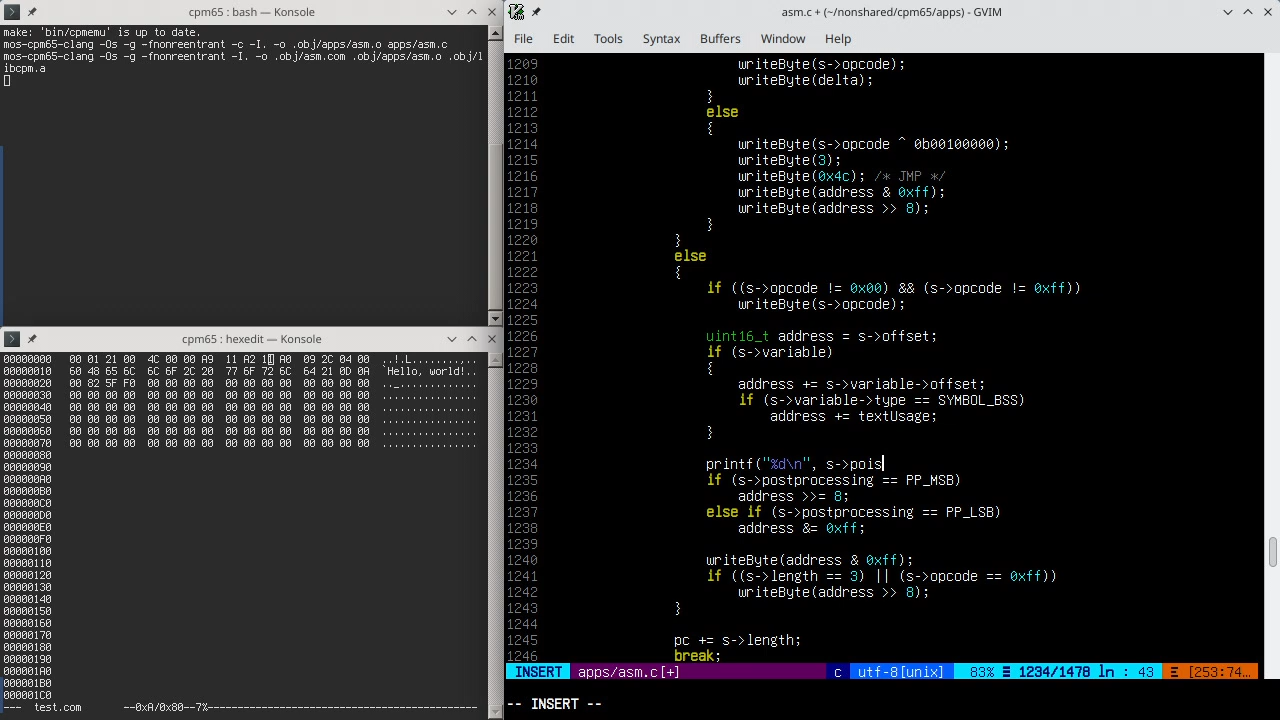 cpm65 : bash — Konsole
make: 'bin/cpmemu' is up to date.
mos-cpm65-clang -Os -g -fnonreentrant -c -I. -o .obj/apps/asm.o apps/asm.c
mos-cpm65-clang -Os -g -fnonreentrant -I. -o .obj/asm.com .obj/apps/asm.o .obj/l
ibcpm.a
cpm65 : hexedit — Konsole
00000000 00 01 21 00 4C 00 00 A9 11 A2 1 A0 09 2C 04 00 ..!.L...........,..
00000010 60 48 65 6C 6C 6F 2C 20 77 6F 72 6C 64 21 0D 0A `Hello, world!..
00000020 00 82 5F F0 00 00 00 00 00 00 00 00 00 00 00 00 .._.............
00000030 00 00 00 00 00 00 00 00 00 00 00 00 00 00 00 00 ................
00000040 00 00 00 00 00 00 00 00 00 00 00 00 00 00 00 00 ................
00000050 00 00 00 00 00 00 00 00 00 00 00 00 00 00 00 00 ................
00000060 00 00 00 00 00 00 00 00 00 00 00 00 00 00 00 00 ................
00000070 00 00 00 00 00 00 00 00 00 00 00 00 00 00 00 00 ................
00000080
00000090
000000A0
000000B0
000000C0
000000D0
000000E0
000000F0
00000100
00000110
00000120
00000130
00000140
00000150
00000160
00000170
00000180
00000190
000001A0
000001B0
000001C0
--- test.com --0xA/0x80--7%---------------------------------------------
asm.c + (~/nonshared/cpm65/apps) - GVIM
File Edit Tools Syntax Buffers Window Help
1209 writeByte(s->opcode);
1210 writeByte(delta);
1211 }
1212 else
1213 {
1214 writeByte(s->opcode ^ 0b00100000);
1215 writeByte(3);
1216 writeByte(0x4c); /* JMP */
1217 writeByte(address & 0xff);
1218 writeByte(address >> 8);
1219 }
1220 }
1221 else
1222 {
1223 if ((s->opcode != 0x00) && (s->opcode != 0xff))
1224 writeByte(s->opcode);
1225
1226 uint16_t address = s->offset;
1227 if (s->variable)
1228 {
1229 address += s->variable->offset;
1230 if (s->variable->type == SYMBOL_BSS)
1231 address += textUsage;
1232 }
1233
1234 printf("%d\n", s->pois
1235 if (s->postprocessing == PP_MSB)
1236 address >>= 8;
1237 else if (s->postprocessing == PP_LSB)
1238 address &= 0xff;
1239
1240 writeByte(address & 0xff);
1241 if ((s->length == 3) || (s->opcode == 0xff))
1242 writeByte(address >> 8);
1243 }
1244
1245 pc += s->length;
1246 break;
INSERT apps/asm.c[+] c utf-8[unix] 83% ☰ 1234/1478 ln : 43 Ξ [253:74…
-- INSERT --